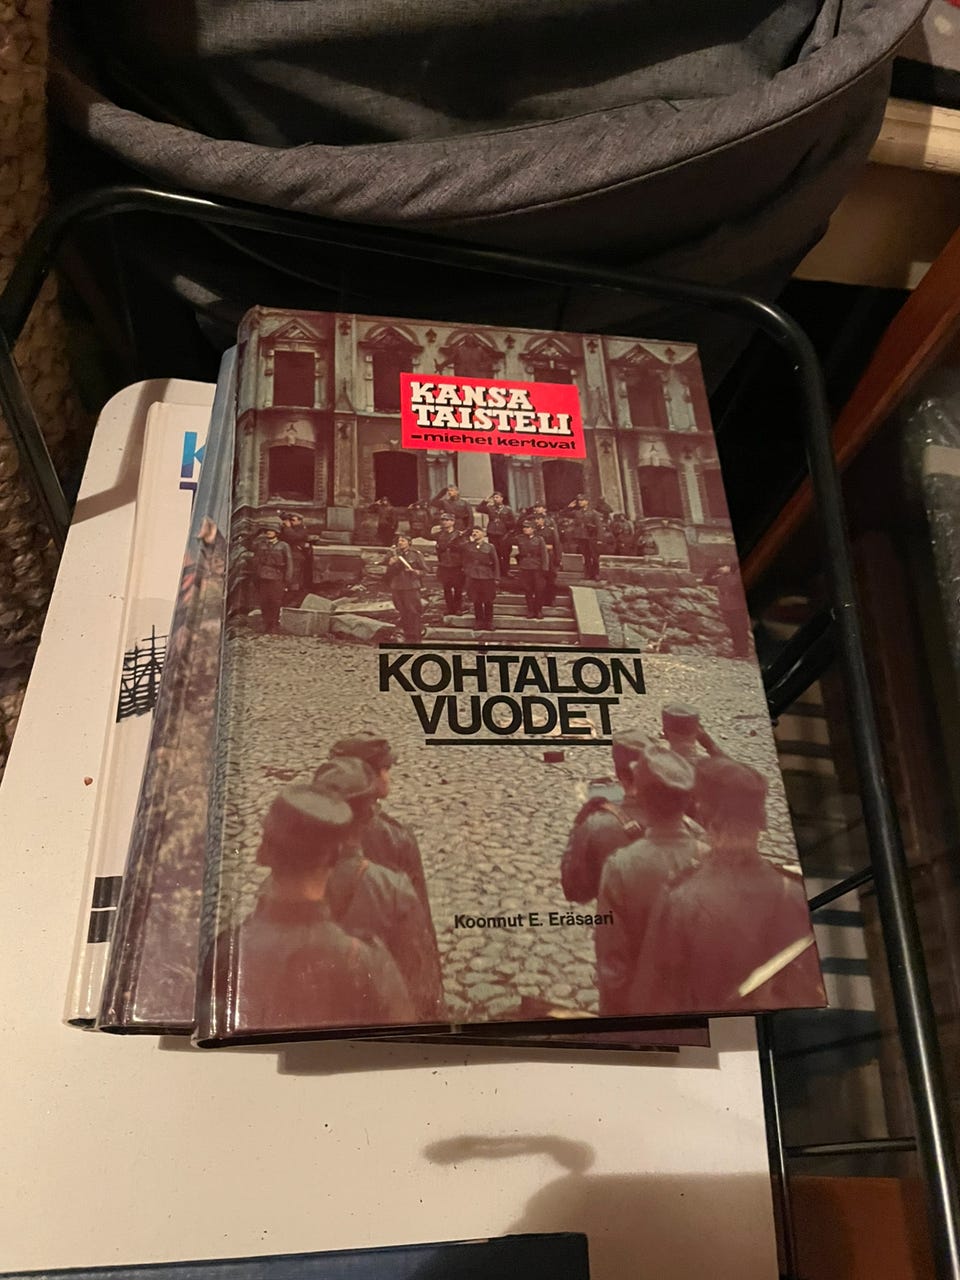 KANSA
TAISTELI
–miehet kertovat
KOHTALON
VUODET
Koonnut E. Eräsaari
K